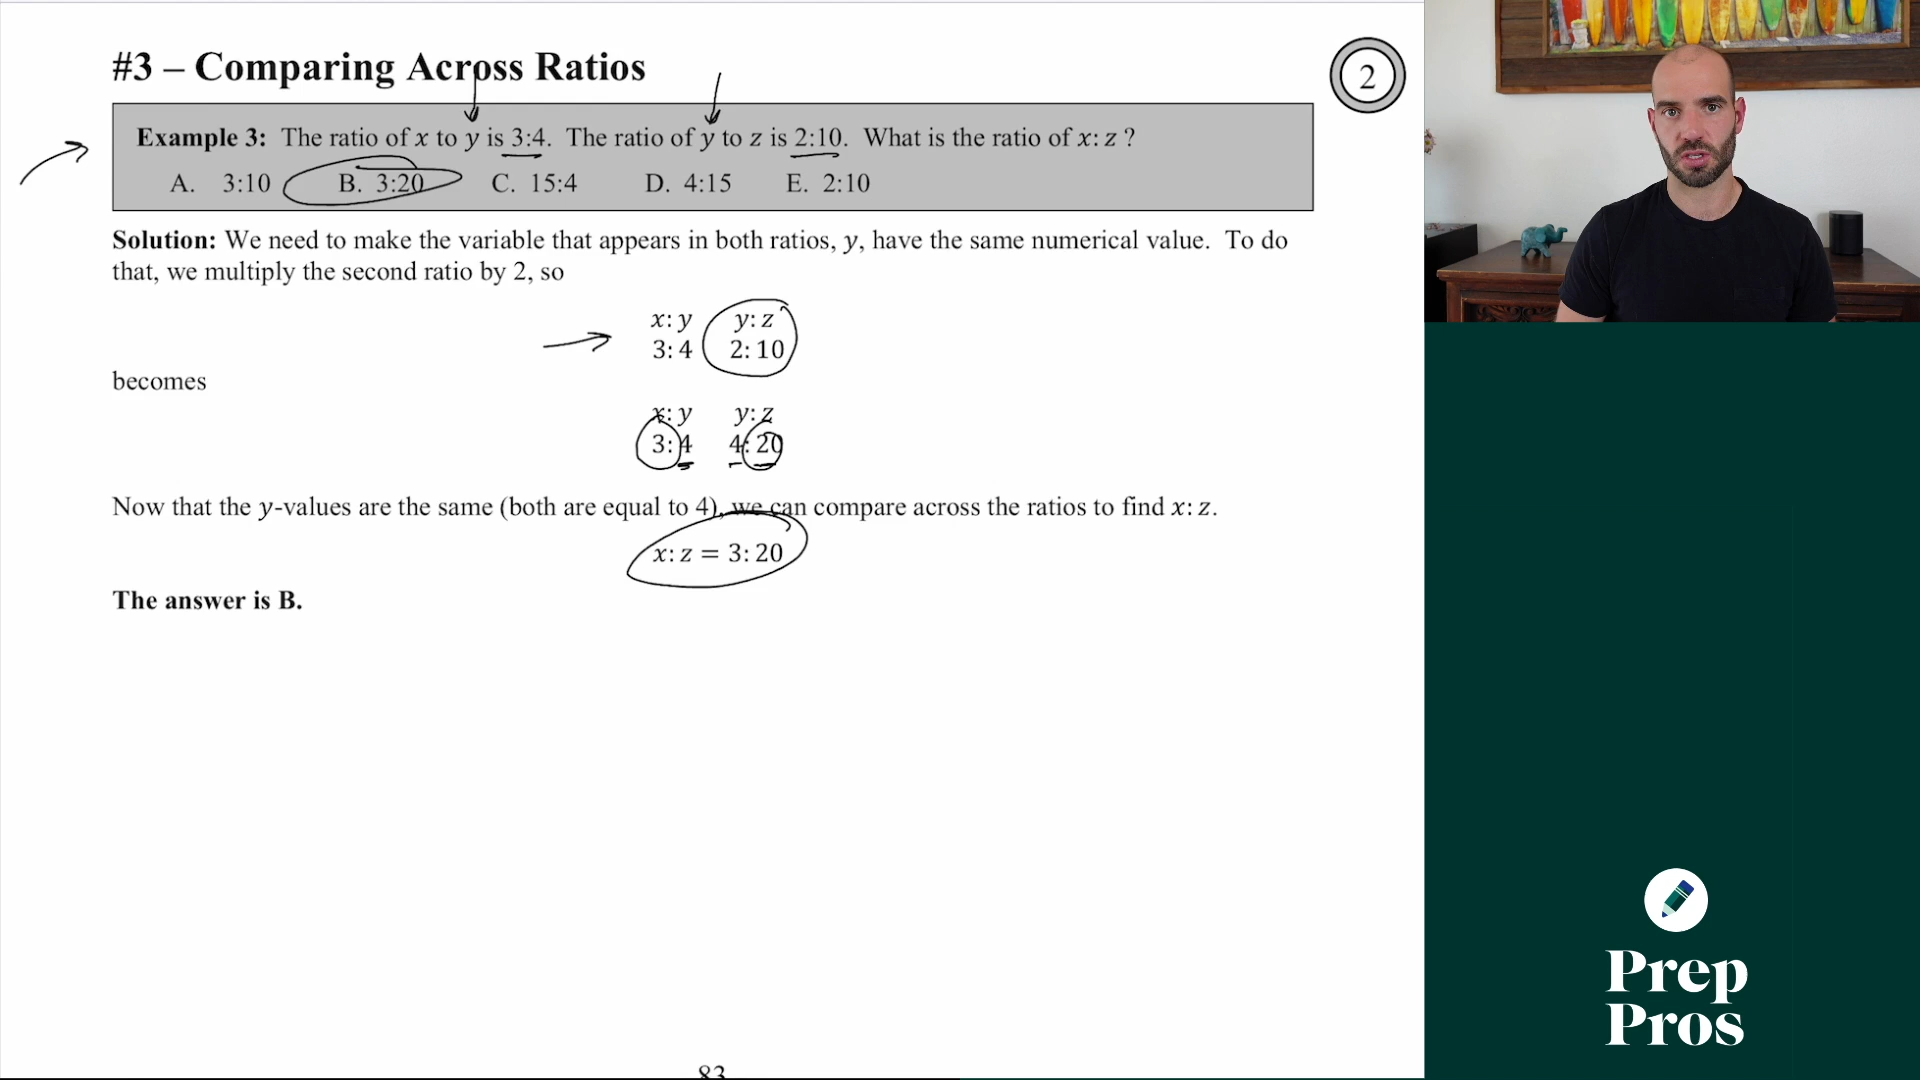 #3 – Comparing Across Ratios
2
Example 3: The ratio of x to y is 3:4. The ratio of y to z is 2:10. What is the ratio of x: z ?
A. 3:10 B. 3:20 C. 15:4 D. 4:15 E. 2:10
Solution: We need to make the variable that appears in both ratios, y, have the same numerical value. To do
that, we multiply the second ratio by 2, so
x: y y: z
3: 4 2: 10
becomes
x: y y: z
3: 4 4: 20
Now that the y-values are the same (both are equal to 4), we can compare across the ratios to find x: z.
x: z = 3: 20
The answer is B.
83
Prep
Pros